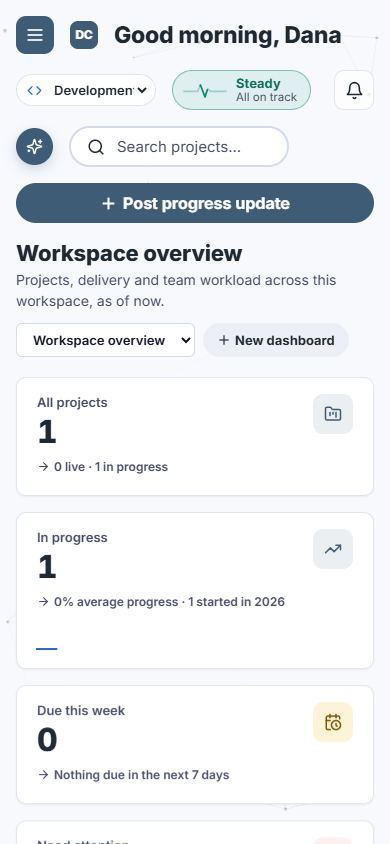 DC
Good morning, Dana
Development
Steady
All on track
Search projects...
Post progress update
Workspace overview
Projects, delivery and team workload across this
workspace, as of now.
Workspace overview
New dashboard
All projects
1
→ 0 live · 1 in progress
In progress
1
→ 0% average progress · 1 started in 2026
Due this week
0
→ Nothing due in the next 7 days
Need attention